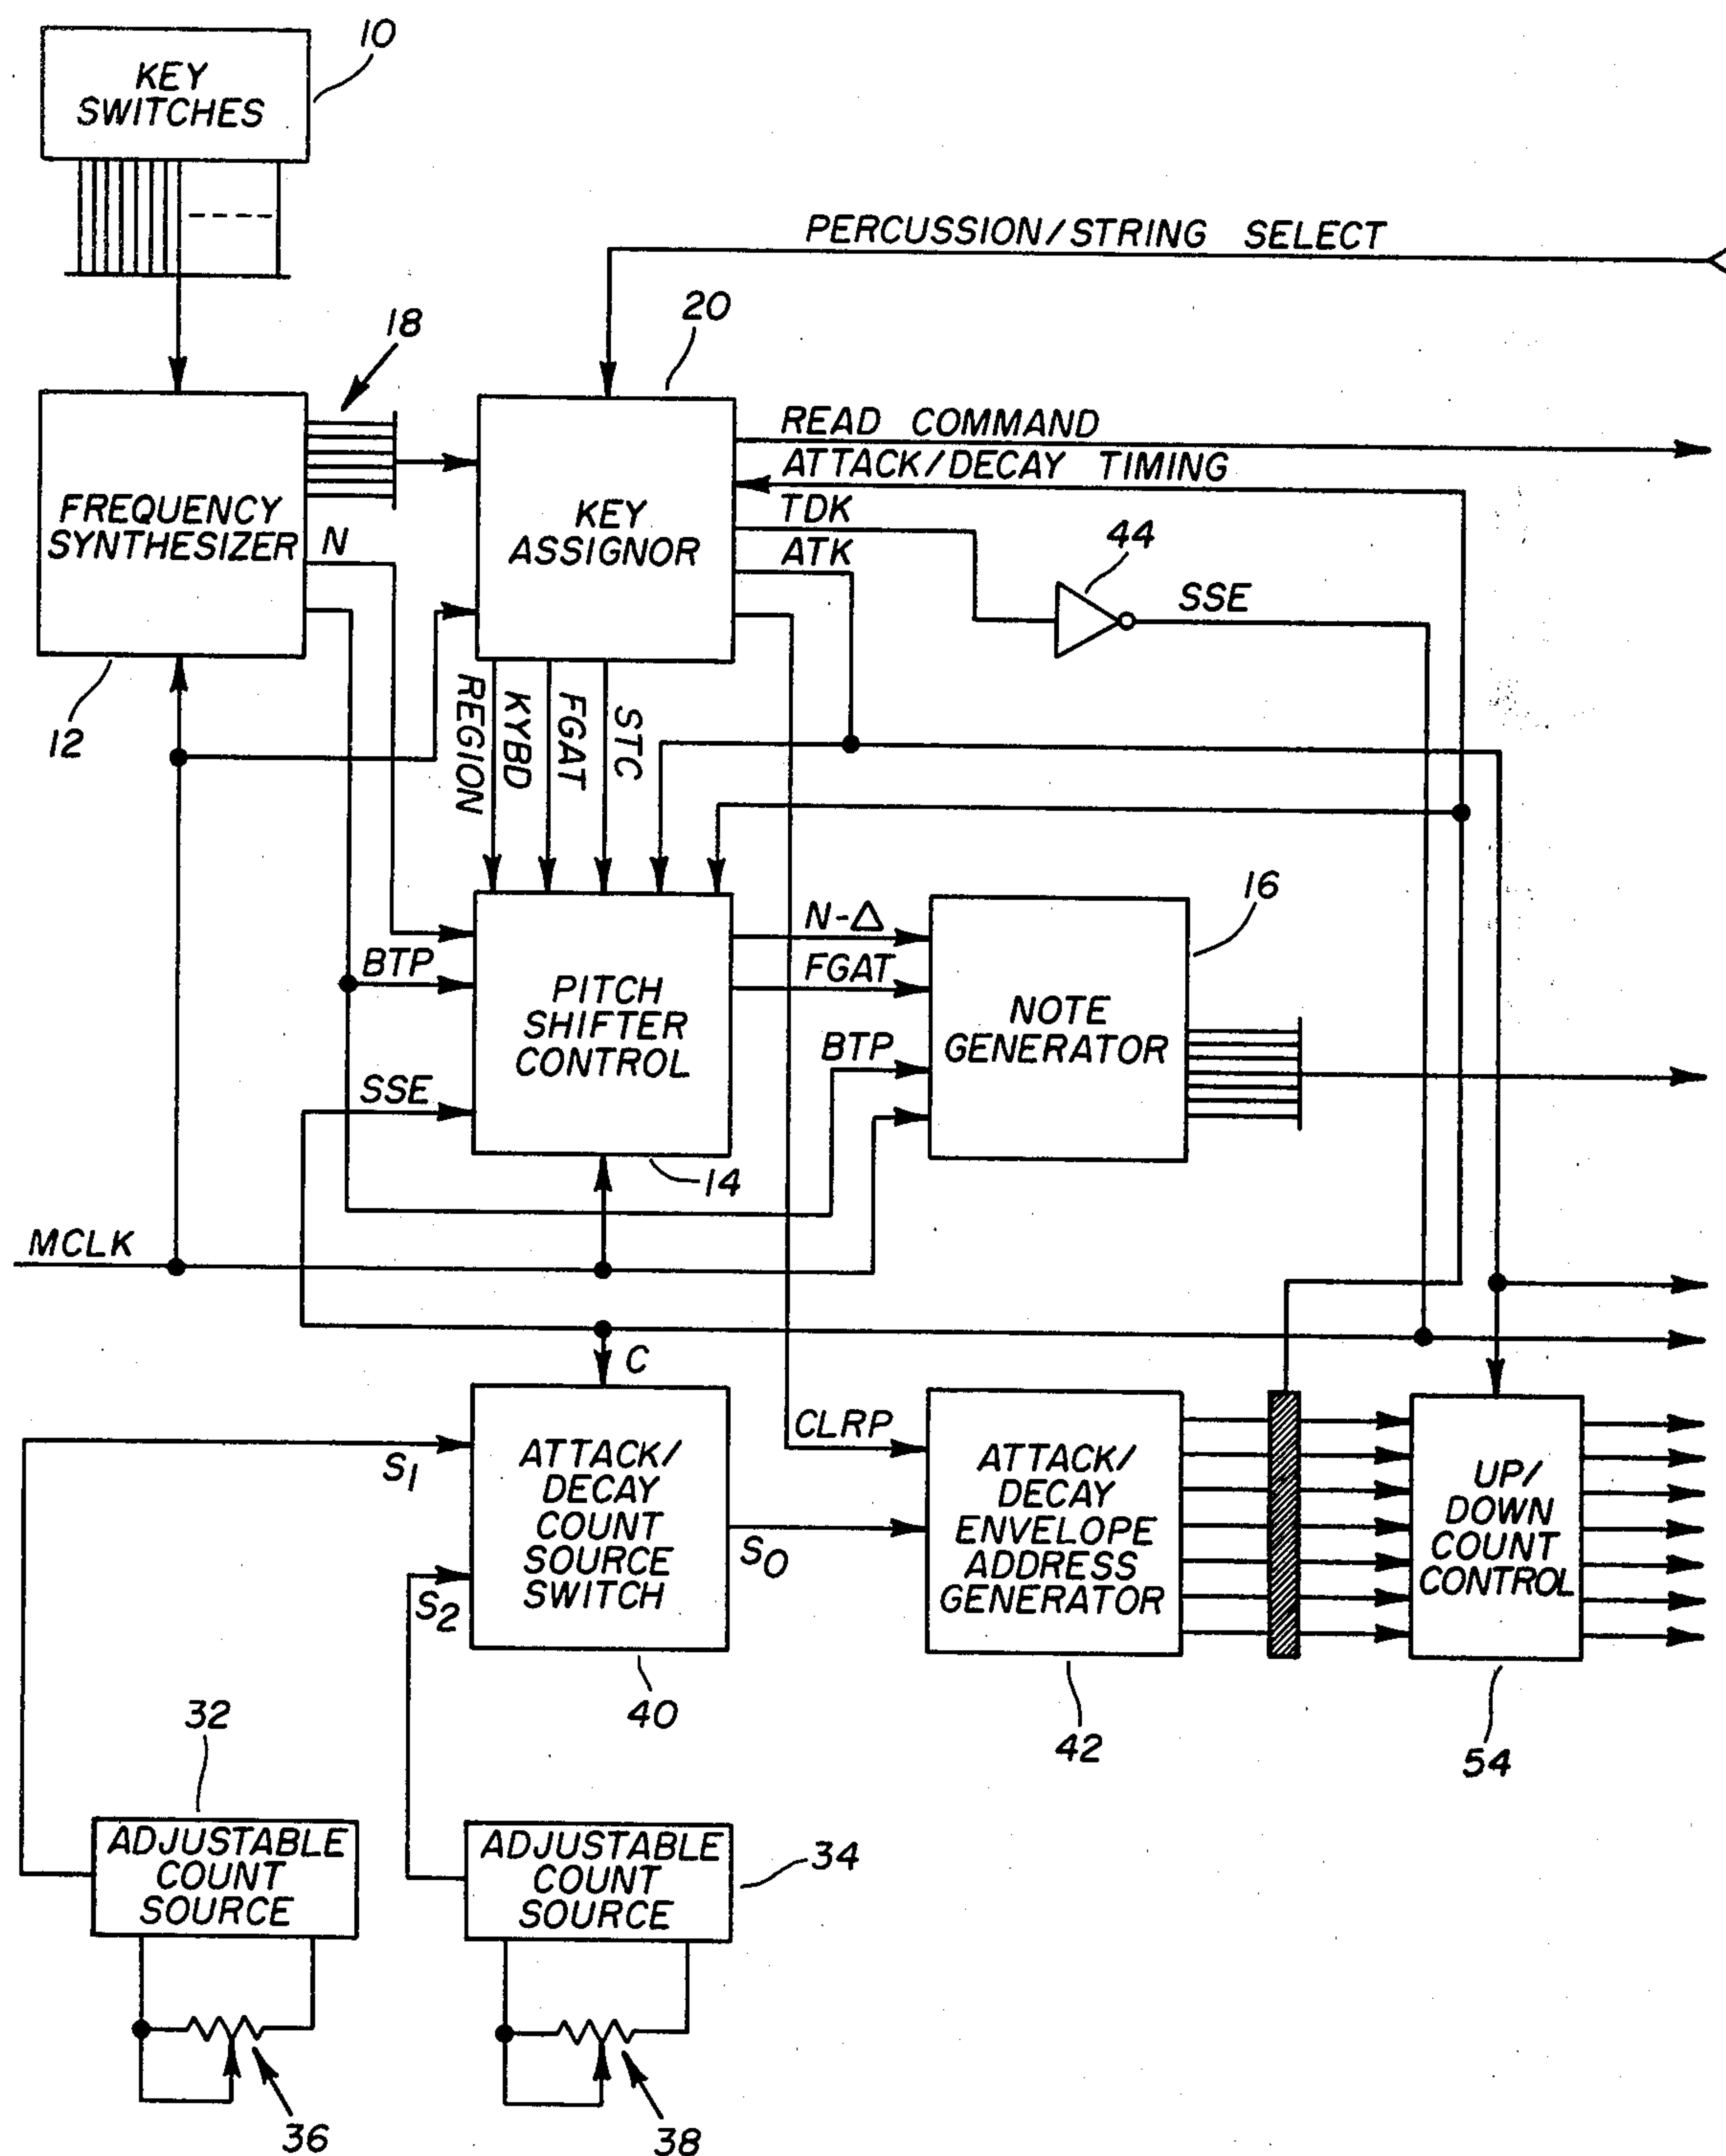 10
KEY
SWITCHES
PERCUSSION/STRING SELECT
18
20
READ COMMAND
ATTACK/DECAY TIMING
TDK
ATK
FREQUENCY
SYNTHESIZER
N
KEY
ASSIGNOR
44
SSE
12
REGION
KYBD
FGAT
STC
16
N-Δ
FGAT
BTP
BTP
SSE
PITCH
SHIFTER
CONTROL
NOTE
GENERATOR
14
MCLK
C
CLRP
S1
S2
S0
ATTACK/
DECAY
COUNT
SOURCE
SWITCH
ATTACK/
DECAY
ENVELOPE
ADDRESS
GENERATOR
UP/
DOWN
COUNT
CONTROL
40
42
54
32
34
ADJUSTABLE
COUNT
SOURCE
ADJUSTABLE
COUNT
SOURCE
36
38